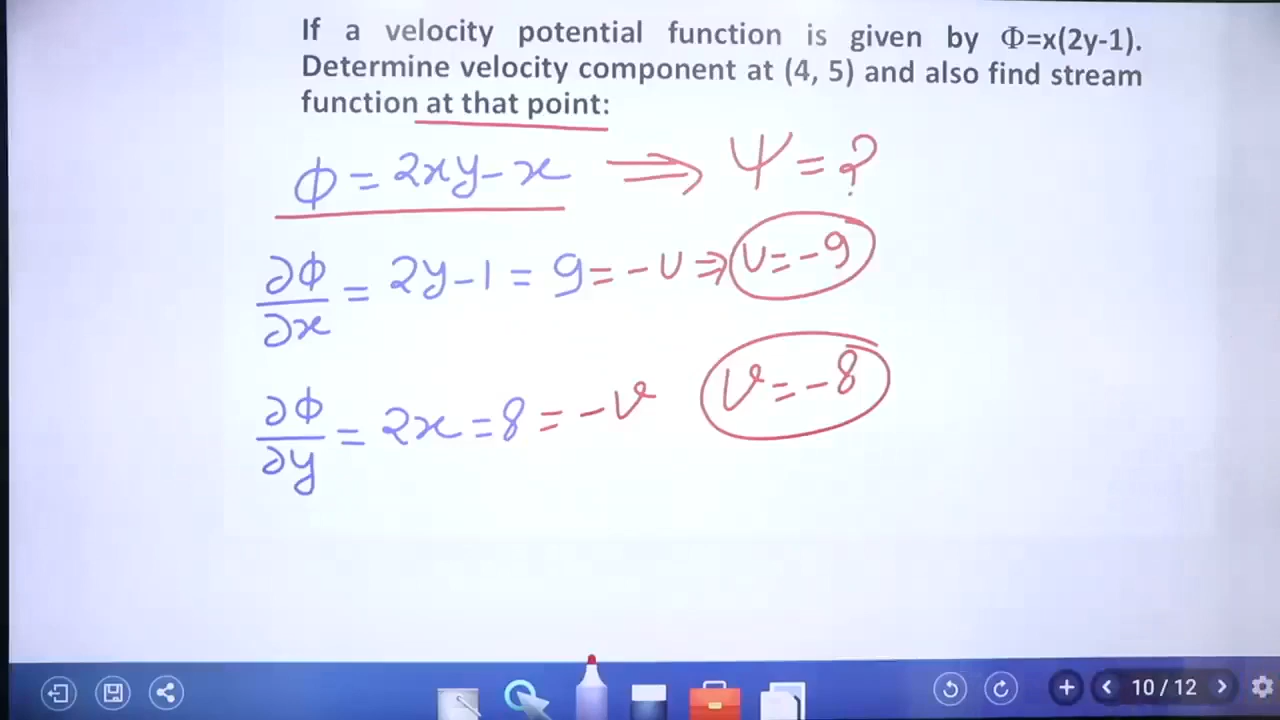 If a velocity potential function is given by Φ=x(2y-1).
Determine velocity component at (4, 5) and also find stream
function at that point:
ϕ = 2xy - x ⟹ Ψ = ?
∂ϕ/∂x = 2y-1 = 9 = -u ⇒ u = -9
∂ϕ/∂y = 2x = 8 = -v v = -8
10 / 12